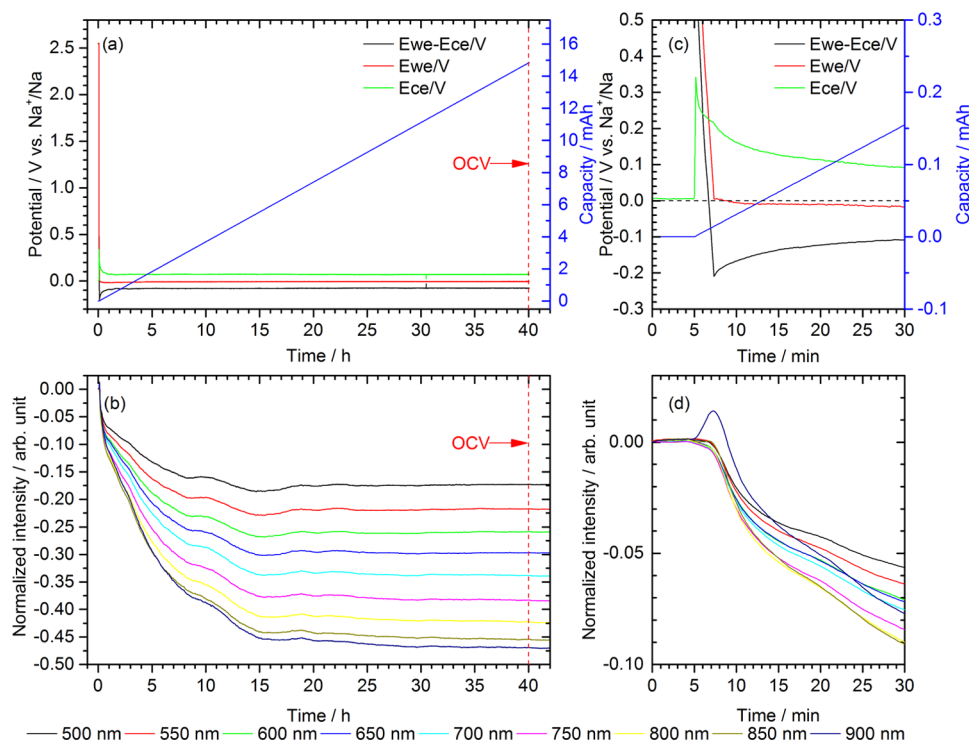 (a)
Ewe-Ece/V
Ewe/V
Ece/V
OCV
Potential / V vs. Na⁺/Na
2.5
2.0
1.5
1.0
0.5
0.0
Capacity / mAh
16
14
12
10
8
6
4
2
0
0 5 10 15 20 25 30 35 40
Time / h
(c)
Ewe-Ece/V
Ewe/V
Ece/V
Potential / V vs. Na⁺/Na
0.5
0.4
0.3
0.2
0.1
0.0
-0.1
-0.2
-0.3
Capacity / mAh
0.3
0.2
0.1
0.0
-0.1
0 5 10 15 20 25 30
Time / min
(b)
OCV
Normalized intensity / arb. unit
0.00
-0.05
-0.10
-0.15
-0.20
-0.25
-0.30
-0.35
-0.40
-0.45
-0.50
0 5 10 15 20 25 30 35 40
Time / h
(d)
Normalized intensity / arb. unit
0.00
-0.05
-0.10
0 5 10 15 20 25 30
Time / min
500 nm 550 nm 600 nm 650 nm 700 nm 750 nm 800 nm 850 nm 900 nm